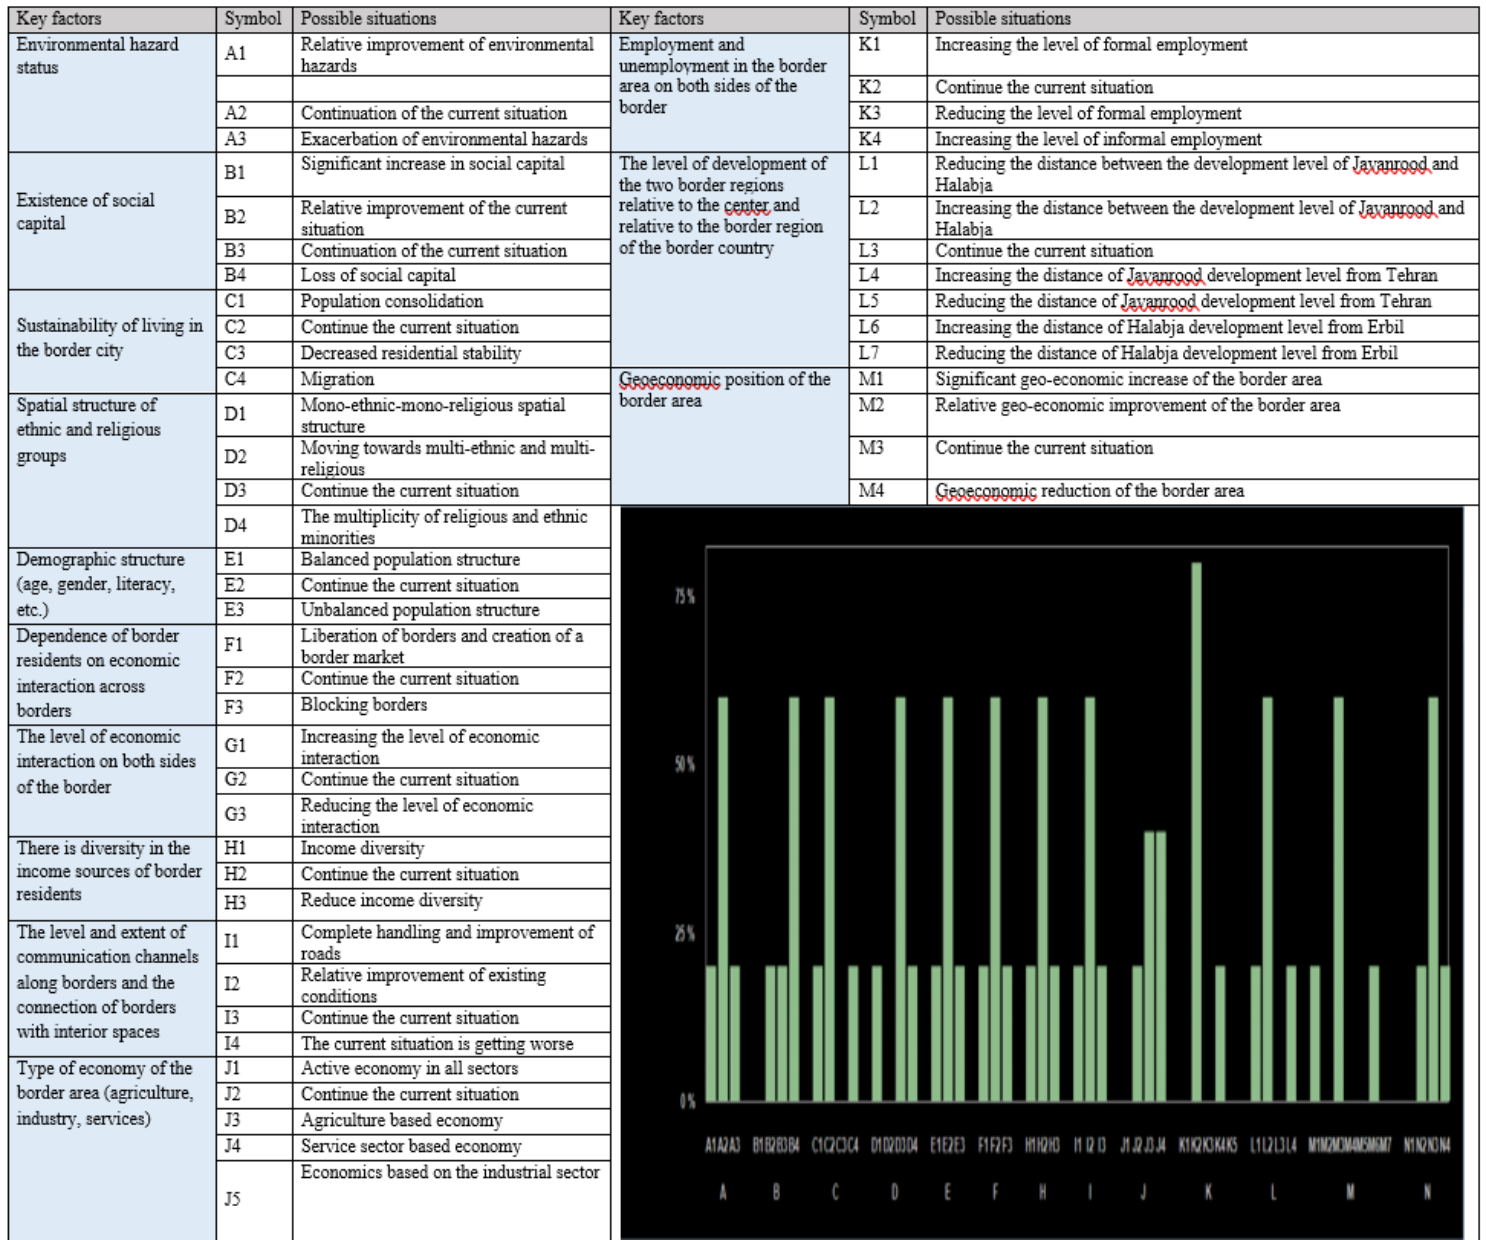 Key factors
Symbol
Possible situations
Environmental hazard
status
A1
Relative improvement of environmental
hazards
A2
Continuation of the current situation
A3
Exacerbation of environmental hazards
Existence of social
capital
B1
Significant increase in social capital
B2
Relative improvement of the current
situation
B3
Continuation of the current situation
B4
Loss of social capital
Sustainability of living in
the border city
C1
Population consolidation
C2
Continue the current situation
C3
Decreased residential stability
C4
Migration
Spatial structure of
ethnic and religious
groups
D1
Mono-ethnic-mono-religious spatial
structure
D2
Moving towards multi-ethnic and multi-
religious
D3
Continue the current situation
D4
The multiplicity of religious and ethnic
minorities
Demographic structure
(age, gender, literacy,
etc.)
E1
Balanced population structure
E2
Continue the current situation
E3
Unbalanced population structure
Dependence of border
residents on economic
interaction across
borders
F1
Liberation of borders and creation of a
border market
F2
Continue the current situation
F3
Blocking borders
The level of economic
interaction on both sides
of the border
G1
Increasing the level of economic
interaction
G2
Continue the current situation
G3
Reducing the level of economic
interaction
There is diversity in the
income sources of border
residents
H1
Income diversity
H2
Continue the current situation
H3
Reduce income diversity
The level and extent of
communication channels
along borders and the
connection of borders
with interior spaces
I1
Complete handling and improvement of
roads
I2
Relative improvement of existing
conditions
I3
Continue the current situation
I4
The current situation is getting worse
Type of economy of the
border area (agriculture,
industry, services)
J1
Active economy in all sectors
J2
Continue the current situation
J3
Agriculture based economy
J4
Service sector based economy
J5
Economics based on the industrial sector
Key factors
Symbol
Possible situations
Employment and
unemployment in the border
area on both sides of the
border
K1
Increasing the level of formal employment
K2
Continue the current situation
K3
Reducing the level of formal employment
K4
Increasing the level of informal employment
The level of development of
the two border regions
relative to the center and
relative to the border region
of the border country
L1
Reducing the distance between the development level of Javanrood and
Halabja
L2
Increasing the distance between the development level of Javanrood and
Halabja
L3
Continue the current situation
L4
Increasing the distance of Javanrood development level from Tehran
L5
Reducing the distance of Javanrood development level from Tehran
L6
Increasing the distance of Halabja development level from Erbil
L7
Reducing the distance of Halabja development level from Erbil
Geoeconomic position of the
border area
M1
Significant geo-economic increase of the border area
M2
Relative geo-economic improvement of the border area
M3
Continue the current situation
M4
Geoeconomic reduction of the border area
75 %
50 %
25 %
0 %
A1A2A3 B1B2B3B4 C1C2C3C4 D1D2D3D4 E1E2E3 F1F2F3 H1H2H3 I1 I2 I3 J1J2J3J4 K1K2K3K4K5 L1L2L3L4 M1M2M3M4M5M6M7 N1N2N3N4
A B C D E F H I J K L M N